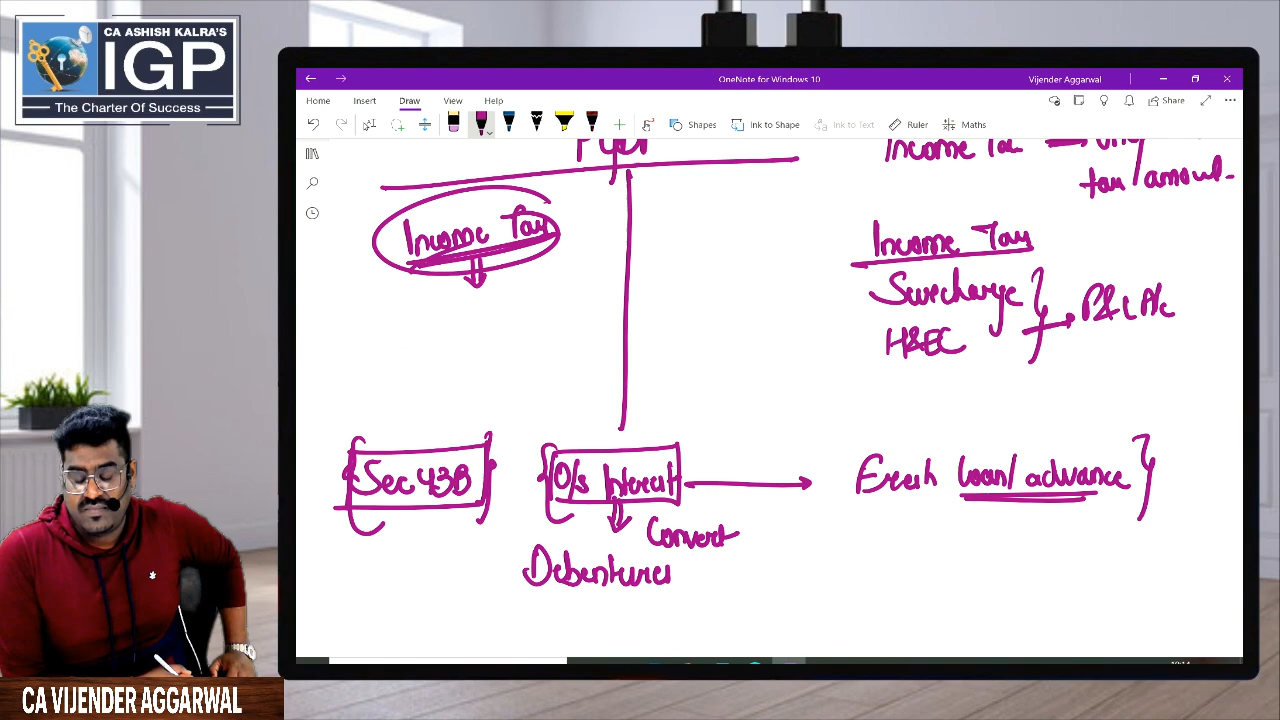 CA ASHISH KALRA'S
IGP
The Charter Of Success
OneNote for Windows 10
Vijender Aggarwal
Home Insert Draw View Help
Share
Shapes
Ink to Shape
Ink to Text
Ruler
Maths
Income Tax
tax amount.
Income Tax
Income Tax
Surcharge
H&EC
P&L A/c
Sec 43B
O/s Interest
Fresh loan/advance
Convert
Debentures
CA VIJENDER AGGARWAL